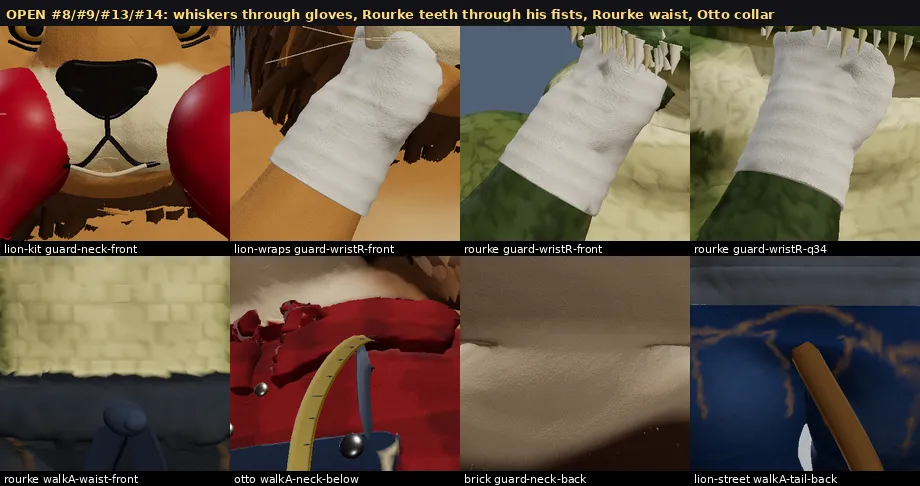 OPEN #8/#9/#13/#14: whiskers through gloves, Rourke teeth through his fists, Rourke waist, Otto collar
lion-kit guard-neck-front
lion-wraps guard-wristR-front
rourke guard-wristR-front
rourke guard-wristR-q34
rourke walkA-waist-front
otto walkA-neck-below
brick guard-neck-back
lion-street walkA-tail-back